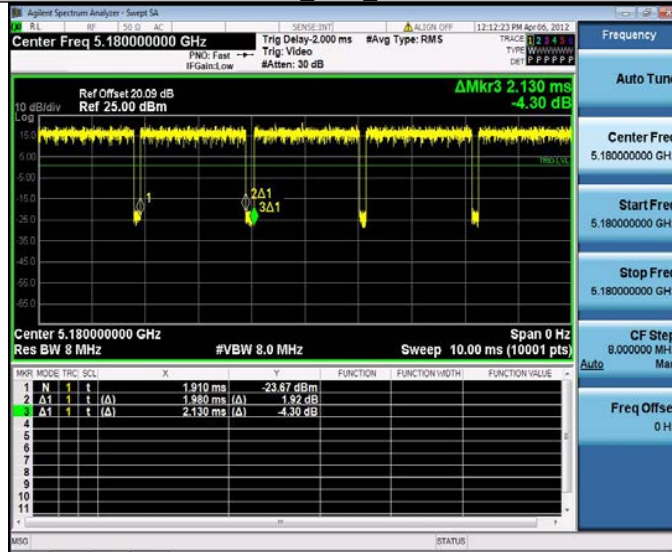 Agilent Spectrum Analyzer - Swept SA
RL RF 50 Ω AC SENSE:INT ALIGN OFF 12:12:23 PM Apr 06, 2012
Center Freq 5.180000000 GHz
PNO: Fast
IFGain:Low
Trig Delay-2.000 ms
Trig: Video
#Atten: 30 dB
#Avg Type: RMS
TRACE 1 2 3 4 5 6
TYPE WWWWWW
DET P P P P P P
Frequency
Auto Tune
Center Freq
5.180000000 GH
Start Freq
5.180000000 GH
Stop Freq
5.180000000 GH
CF Step
8.000000 MH
Auto Man
Freq Offse
0 H
Ref Offset 20.09 dB
10 dB/div Ref 25.00 dBm
ΔMkr3 2.130 ms
-4.30 dB
Log
15.0
5.00
-5.00
-15.0
-25.0
-35.0
-45.0
-55.0
-65.0
TRIG LVL
1
2Δ1
3Δ1
Center 5.180000000 GHz Span 0 Hz
Res BW 8 MHz #VBW 8.0 MHz Sweep 10.00 ms (10001 pts)
MKR MODE TRC SCL X Y FUNCTION FUNCTION WIDTH FUNCTION VALUE
1 N 1 t 1.910 ms -23.67 dBm
2 Δ1 1 t (Δ) 1.980 ms (Δ) 1.92 dB
3 Δ1 1 t (Δ) 2.130 ms (Δ) -4.30 dB
4
5
6
7
8
9
10
11
MSG STATUS